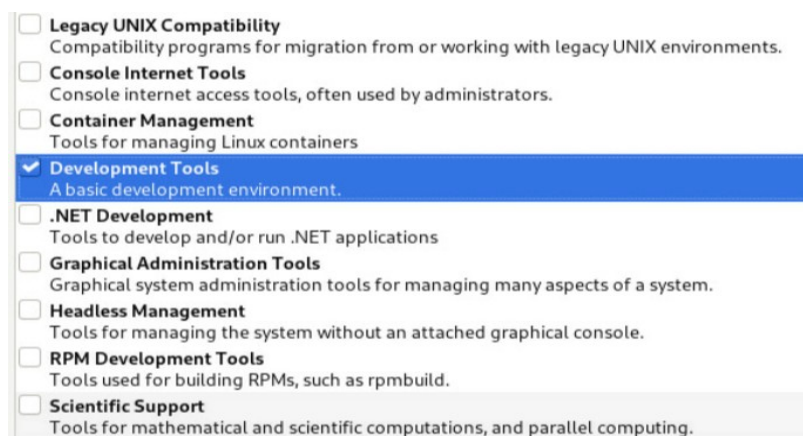 Legacy UNIX Compatibility
Compatibility programs for migration from or working with legacy UNIX environments.
Console Internet Tools
Console internet access tools, often used by administrators.
Container Management
Tools for managing Linux containers
Development Tools
A basic development environment.
.NET Development
Tools to develop and/or run .NET applications
Graphical Administration Tools
Graphical system administration tools for managing many aspects of a system.
Headless Management
Tools for managing the system without an attached graphical console.
RPM Development Tools
Tools used for building RPMs, such as rpmbuild.
Scientific Support
Tools for mathematical and scientific computations, and parallel computing.